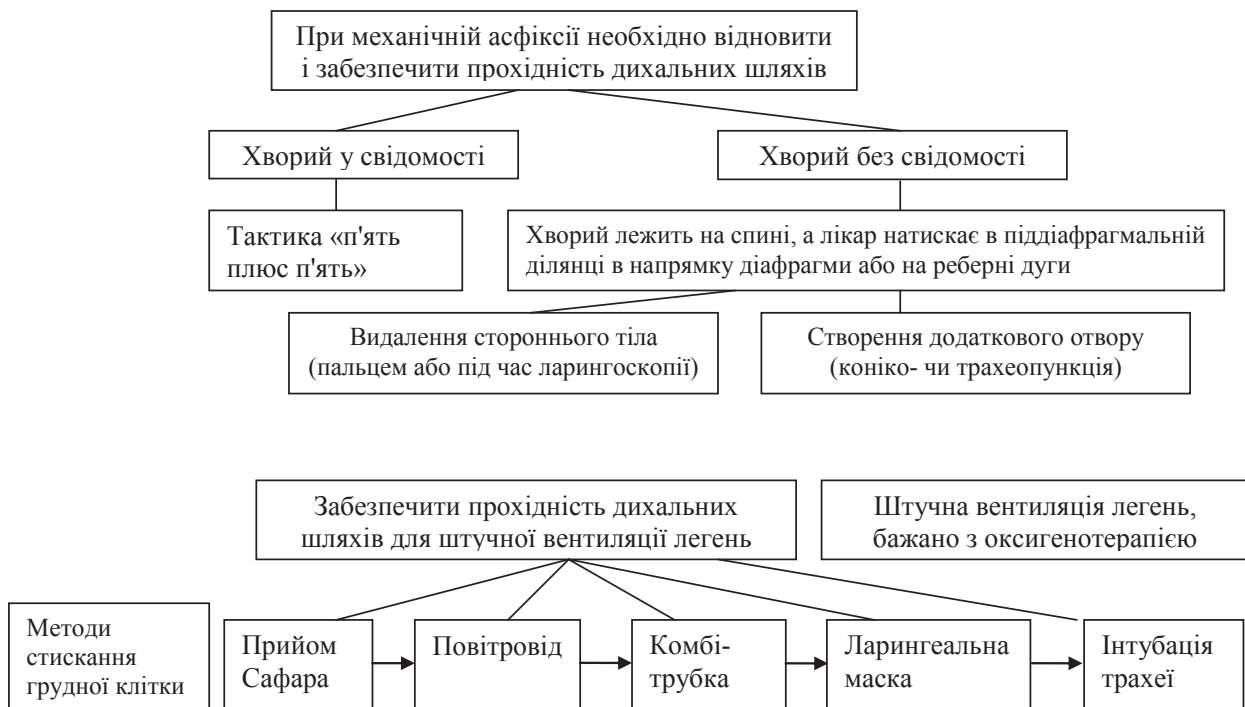 При механічній асфіксії необхідно відновити
і забезпечити прохідність дихальних шляхів
Хворий у свідомості
Хворий без свідомості
Тактика «п'ять
плюс п'ять»
Хворий лежить на спині, а лікар натискає в піддіафрагмальній
ділянці в напрямку діафрагми або на реберні дуги
Видалення стороннього тіла
(пальцем або під час ларингоскопії)
Створення додаткового отвору
(коніко- чи трахеопункція)
Забезпечити прохідність дихальних
шляхів для штучної вентиляції легень
Штучна вентиляція легень,
бажано з оксигенотерапією
Методи
стискання
грудної клітки
Прийом
Сафара
Повітровід
Комбі-
трубка
Ларингеальна
маска
Інтубація
трахеї